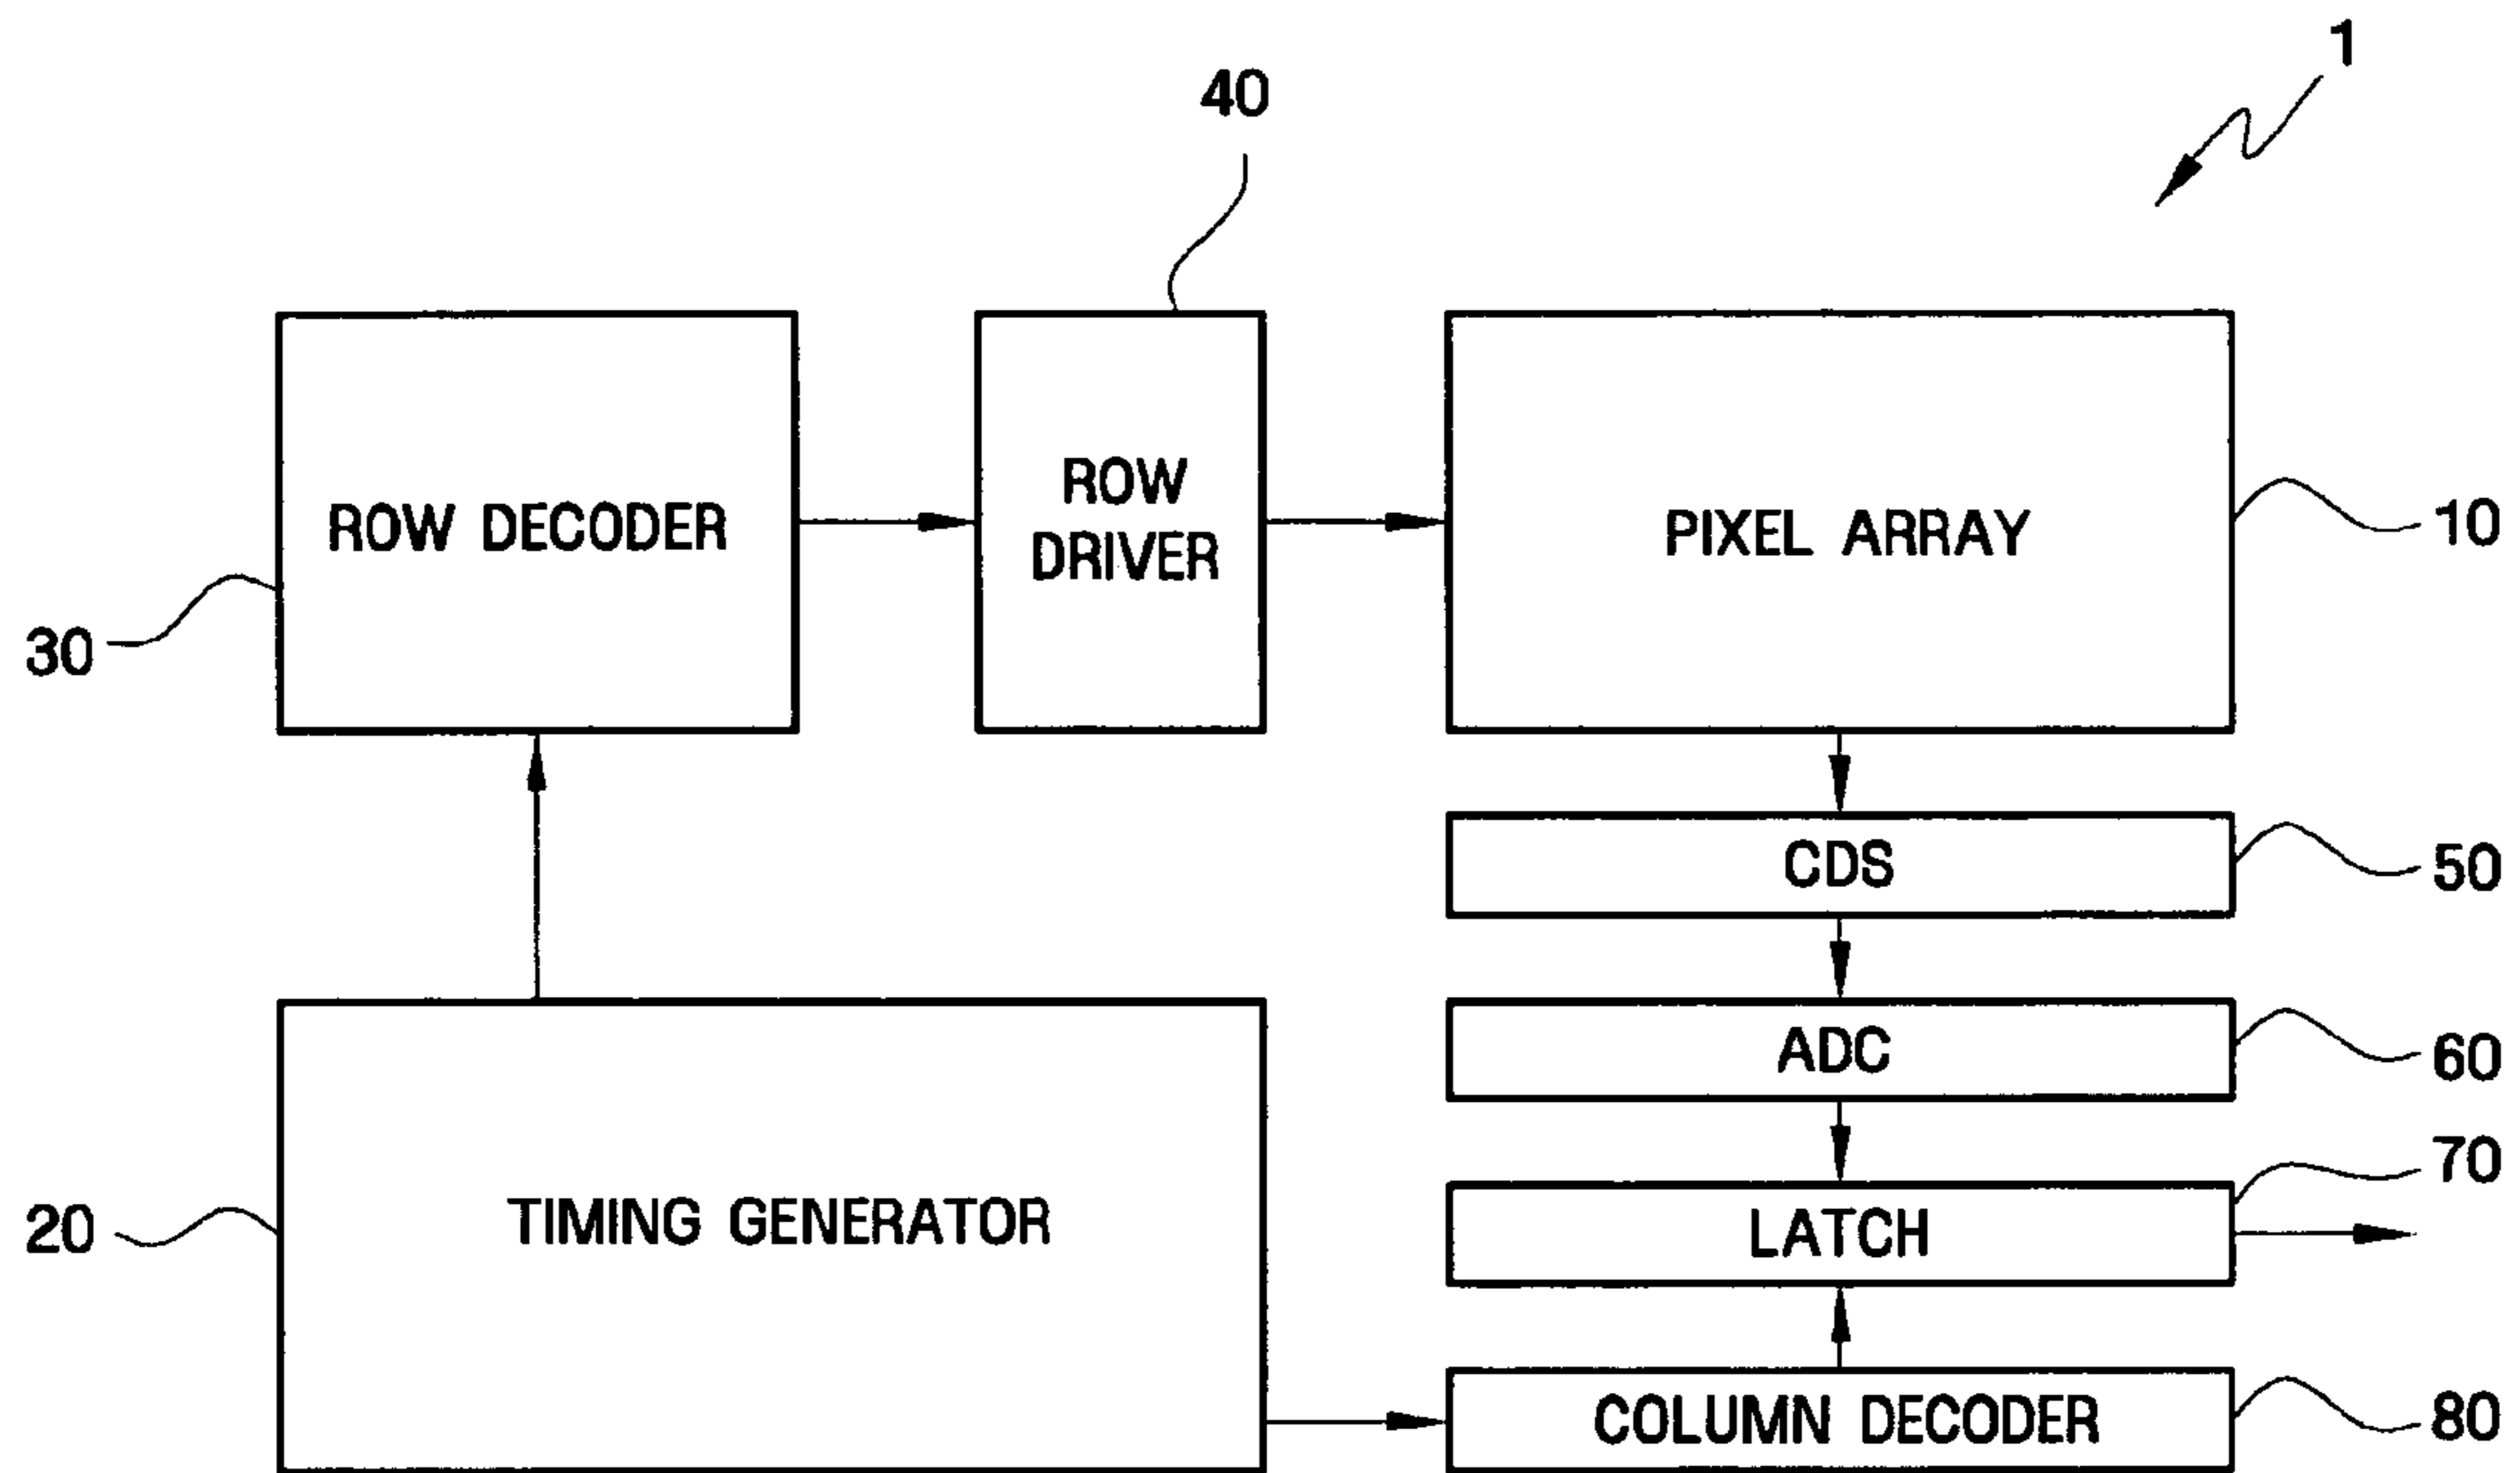 1
40
ROW DECODER
ROW
DRIVER
PIXEL ARRAY
10
30
CDS
50
ADC
60
70
TIMING GENERATOR
LATCH
20
COLUMN DECODER
80